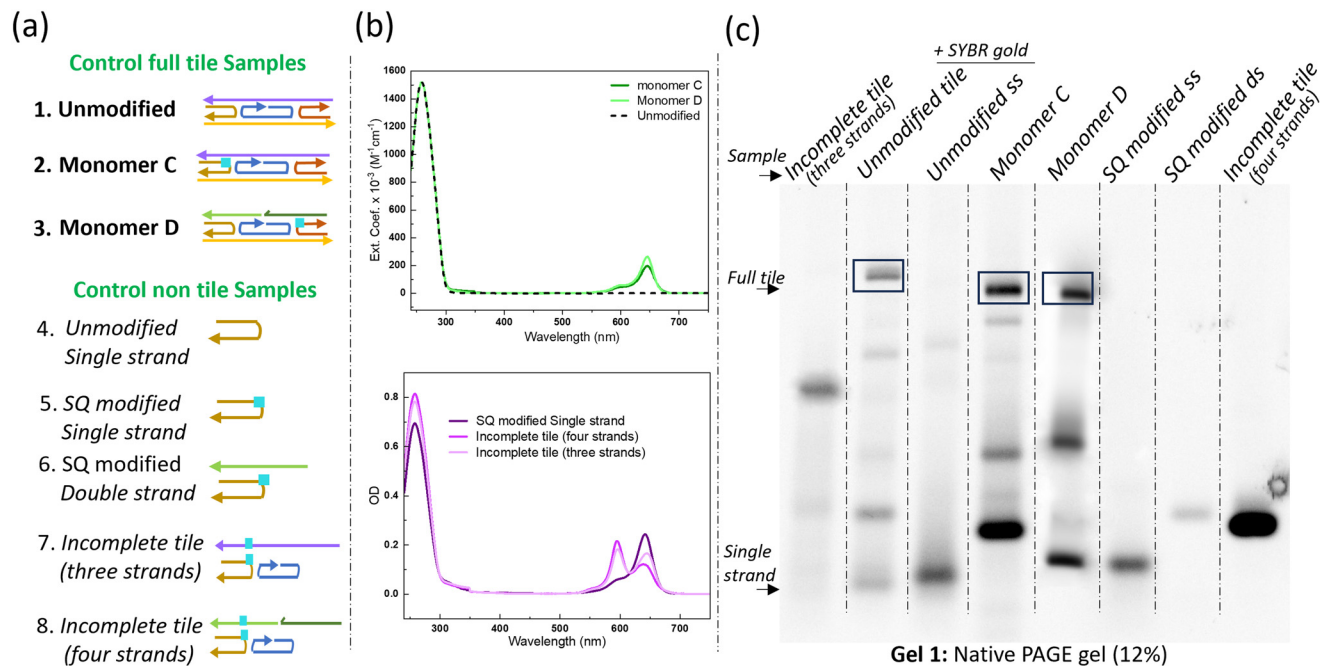 (a)
Control full tile Samples
1. Unmodified
2. Monomer C
3. Monomer D
Control non tile Samples
4. Unmodified
Single strand
5. SQ modified
Single strand
6. SQ modified
Double strand
7. Incomplete tile
(three strands)
8. Incomplete tile
(four strands)
(b)
Ext. Coef. x 10⁻³ (M⁻¹cm⁻¹)
1600
1400
1200
1000
800
600
400
200
0
300
400
500
600
700
Wavelength (nm)
monomer C
Monomer D
Unmodified
OD
0.8
0.6
0.4
0.2
0.0
300
400
500
600
700
Wavelength (nm)
SQ modified Single strand
Incomplete tile (four strands)
Incomplete tile (three strands)
(c)
+ SYBR gold
Sample
Incomplete tile
(three strands)
Unmodified tile
Unmodified ss
Monomer C
Monomer D
SQ modified ss
SQ modified ds
Incomplete tile
(four strands)
Full tile
Single
strand
Gel 1: Native PAGE gel (12%)